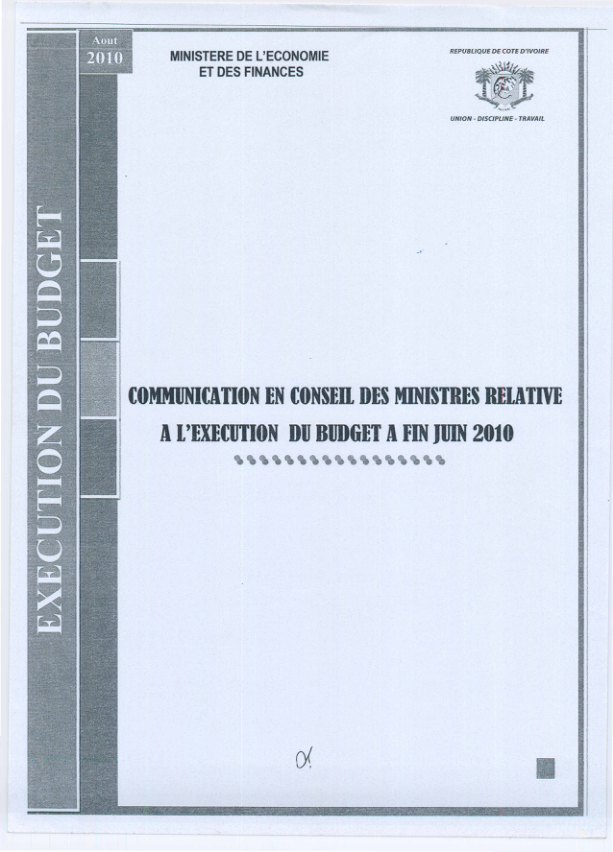 Aout
2010
MINISTERE DE L'ECONOMIE
ET DES FINANCES
REPUBLIQUE DE COTE D'IVOIRE
UNION - DISCIPLINE - TRAVAIL
EXECUTION DU BUDGET
COMMUNICATION EN CONSEIL DES MINISTRES RELATIVE
A L'EXECUTION DU BUDGET A FIN JUIN 2010